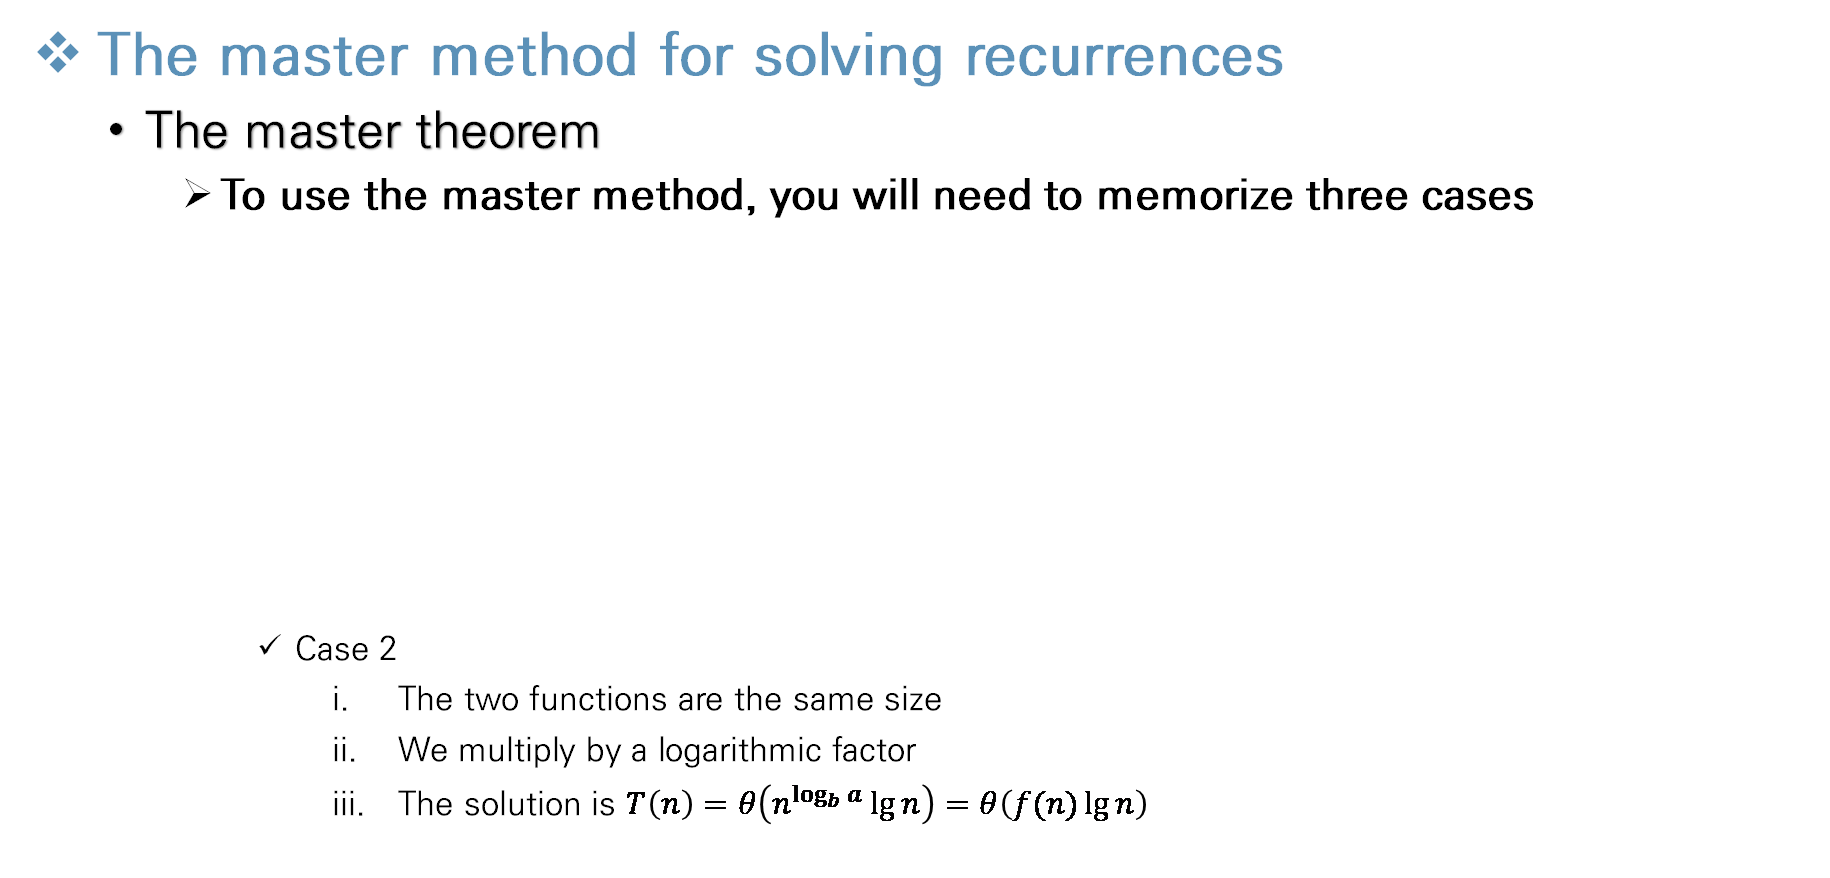 ❖ The master method for solving recurrences
• The master theorem
➢ To use the master method, you will need to memorize three cases
✓ Case 2
i. The two functions are the same size
ii. We multiply by a logarithmic factor
iii. The solution is T(n) = θ(n^{log_b a} lg n) = θ(f(n) lg n)